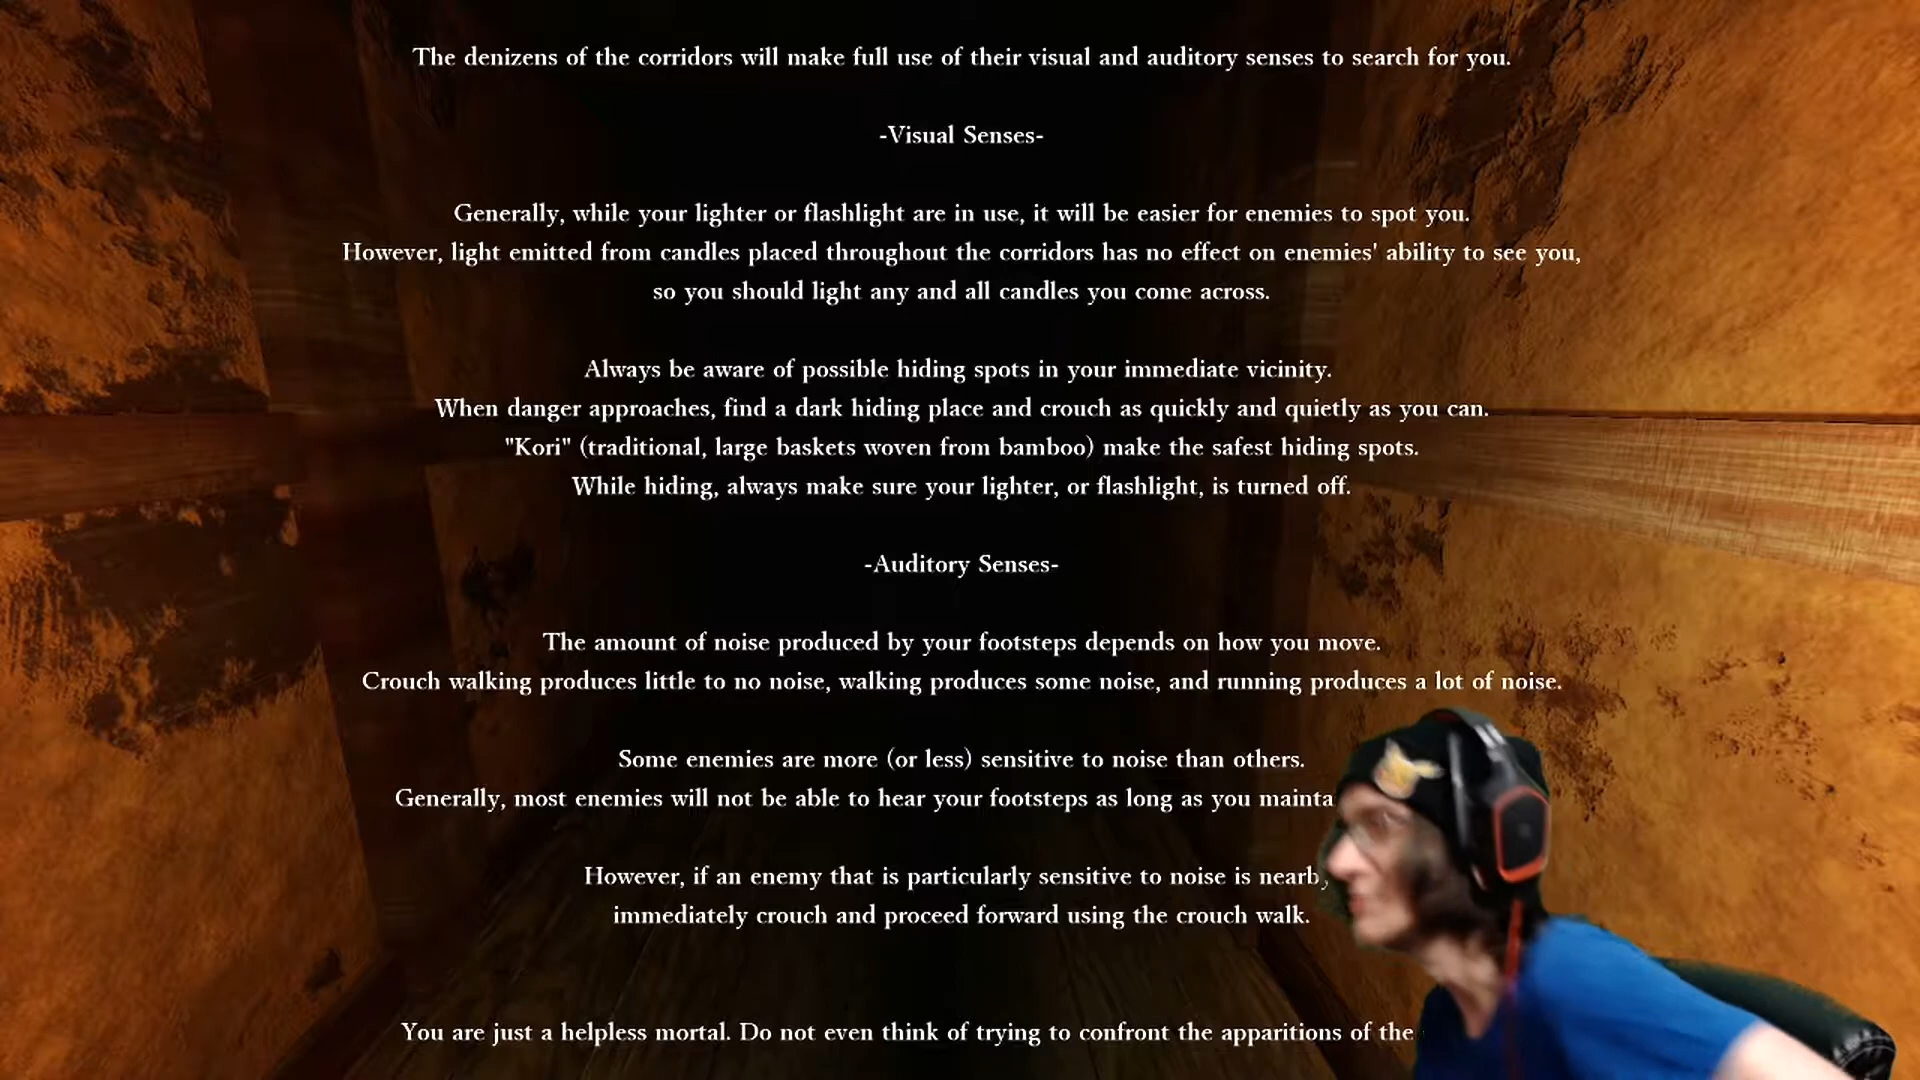 The denizens of the corridors will make full use of their visual and auditory senses to search for you.
-Visual Senses-
Generally, while your lighter or flashlight are in use, it will be easier for enemies to spot you.
However, light emitted from candles placed throughout the corridors has no effect on enemies' ability to see you,
so you should light any and all candles you come across.
Always be aware of possible hiding spots in your immediate vicinity.
When danger approaches, find a dark hiding place and crouch as quickly and quietly as you can.
"Kori" (traditional, large baskets woven from bamboo) make the safest hiding spots.
While hiding, always make sure your lighter, or flashlight, is turned off.
-Auditory Senses-
The amount of noise produced by your footsteps depends on how you move.
Crouch walking produces little to no noise, walking produces some noise, and running produces a lot of noise.
Some enemies are more (or less) sensitive to noise than others.
Generally, most enemies will not be able to hear your footsteps as long as you
However, if an enemy that is particularly sensitive to noise is nearby,
immediately crouch and proceed forward using the crouch walk.
You are just a helpless mortal. Do not even think of trying to confront the apparitions of the